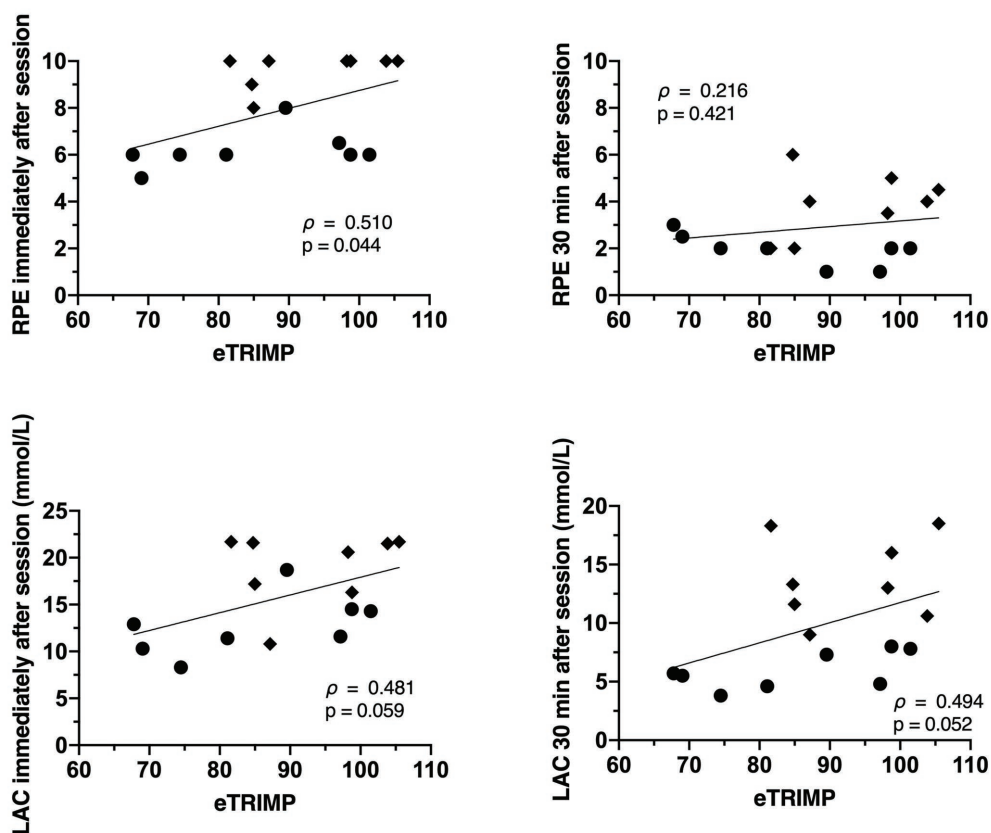 RPE immediately after session
10
8
6
4
2
0
ρ = 0.510
p = 0.044
60 70 80 90 100 110
eTRIMP
RPE 30 min after session
10
8
6
4
2
0
ρ = 0.216
p = 0.421
60 70 80 90 100 110
eTRIMP
LAC immediately after session (mmol/L)
25
20
15
10
5
0
ρ = 0.481
p = 0.059
60 70 80 90 100 110
eTRIMP
LAC 30 min after session (mmol/L)
20
15
10
5
0
ρ = 0.494
p = 0.052
60 70 80 90 100 110
eTRIMP